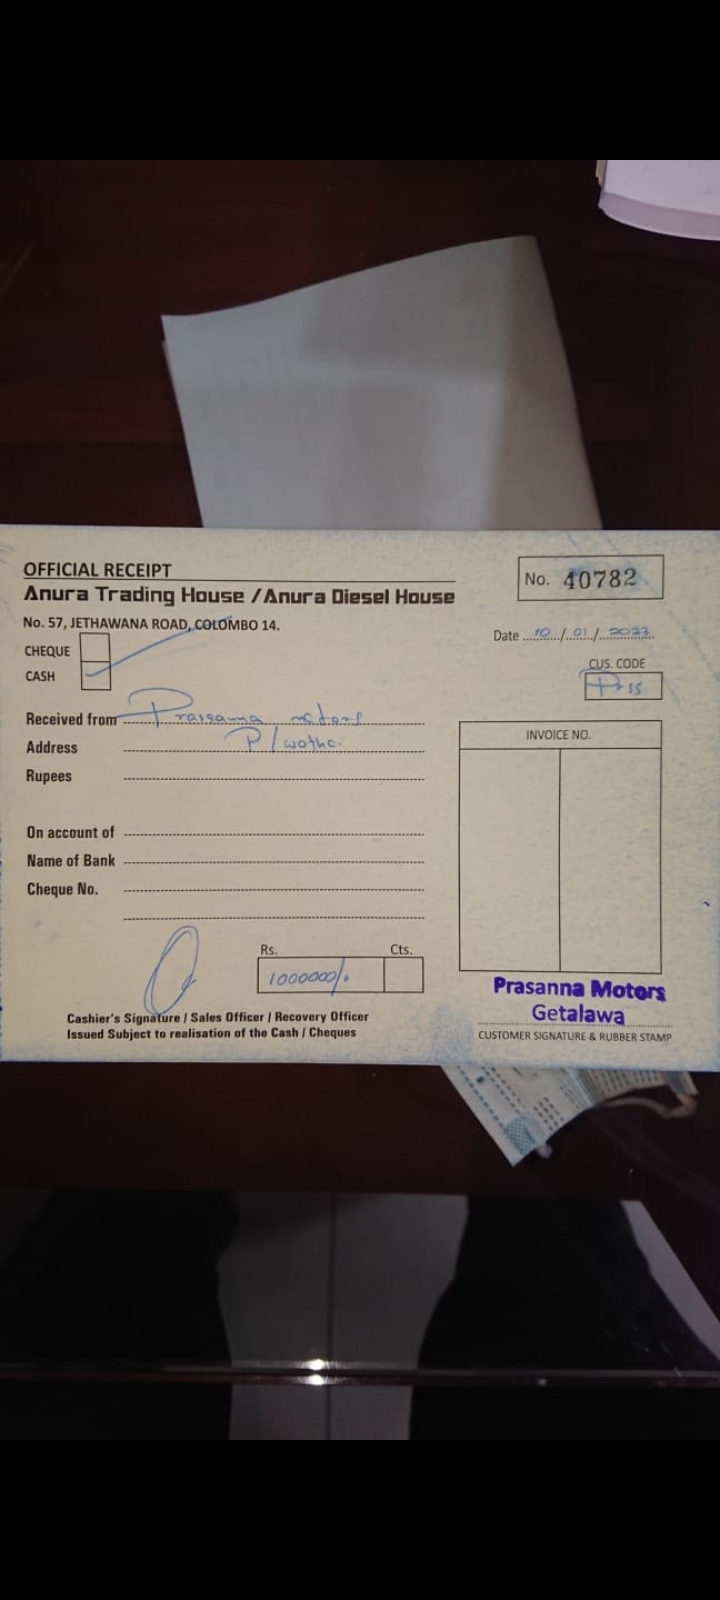 OFFICIAL RECEIPT
Anura Trading House / Anura Diesel House
No. 57, JETHAWANA ROAD, COLOMBO 14.
No. 40782
Date 10/01/2023
CHEQUE
CASH
CUS. CODE
Received from Prassanna motors
Address P/wotha.
Rupees
INVOICE NO.
On account of
Name of Bank
Cheque No.
Rs. Cts.
1000000/.
Cashier's Signature / Sales Officer / Recovery Officer
Issued Subject to realisation of the Cash / Cheques
Prasanna Motors
Getalawa
CUSTOMER SIGNATURE & RUBBER STAMP